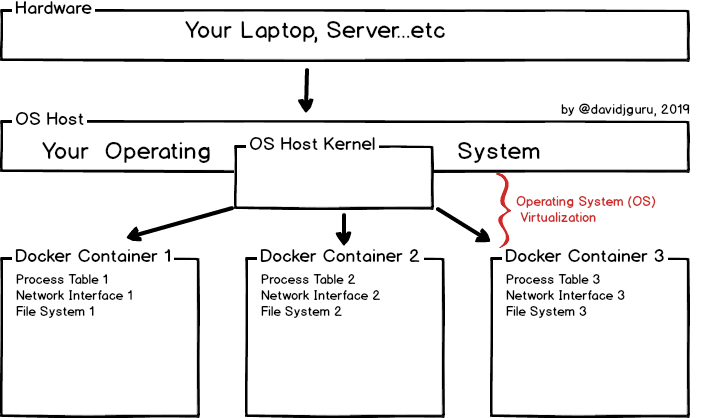 Hardware
Your Laptop, Server...etc
by @davidjguru, 2019
OS Host
Your Operating System
OS Host Kernel
Operating System (OS)
Virtualization
Docker Container 1
Process Table 1
Network Interface 1
File System 1
Docker Container 2
Process Table 2
Network Interface 2
File System 2
Docker Container 3
Process Table 3
Network Interface 3
File System 3